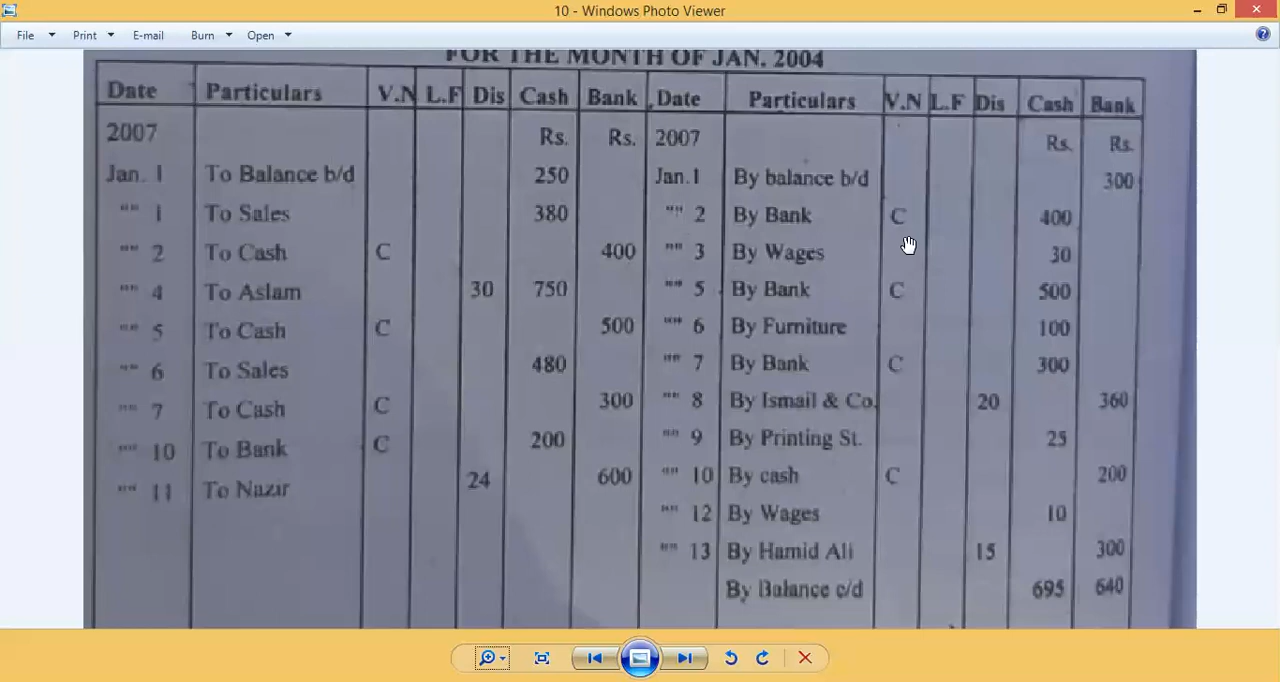 10 - Windows Photo Viewer
File Print E-mail Burn Open
FOR THE MONTH OF JAN. 2004
Date Particulars V.N L.F Dis Cash Bank Date Particulars V.N L.F Dis Cash Bank
2007 Rs. Rs. 2007 Rs. Rs.
Jan. 1 To Balance b/d 250 Jan.1 By balance b/d 300
"" 1 To Sales 380 "" 2 By Bank C 400
"" 2 To Cash C 400 "" 3 By Wages 30
"" 4 To Aslam 30 750 "" 5 By Bank C 500
"" 5 To Cash C 500 "" 6 By Furniture 100
"" 6 To Sales 480 "" 7 By Bank C 300
"" 7 To Cash C 300 "" 8 By Ismail & Co. 20 360
"" 10 To Bank C 200 "" 9 By Printing St. 25
"" 11 To Nazir 24 600 "" 10 By cash C 200
"" 12 By Wages 10
"" 13 By Hamid Ali 15 300
By Balance c/d 695 640